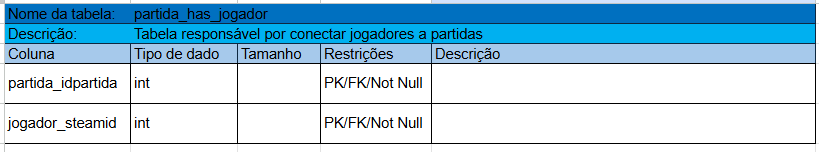 Nome da tabela: partida_has_jogador
Descrição: Tabela responsável por conectar jogadores a partidas
Coluna Tipo de dado Tamanho Restrições Descrição
partida_idpartida int PK/FK/Not Null
jogador_steamid int PK/FK/Not Null